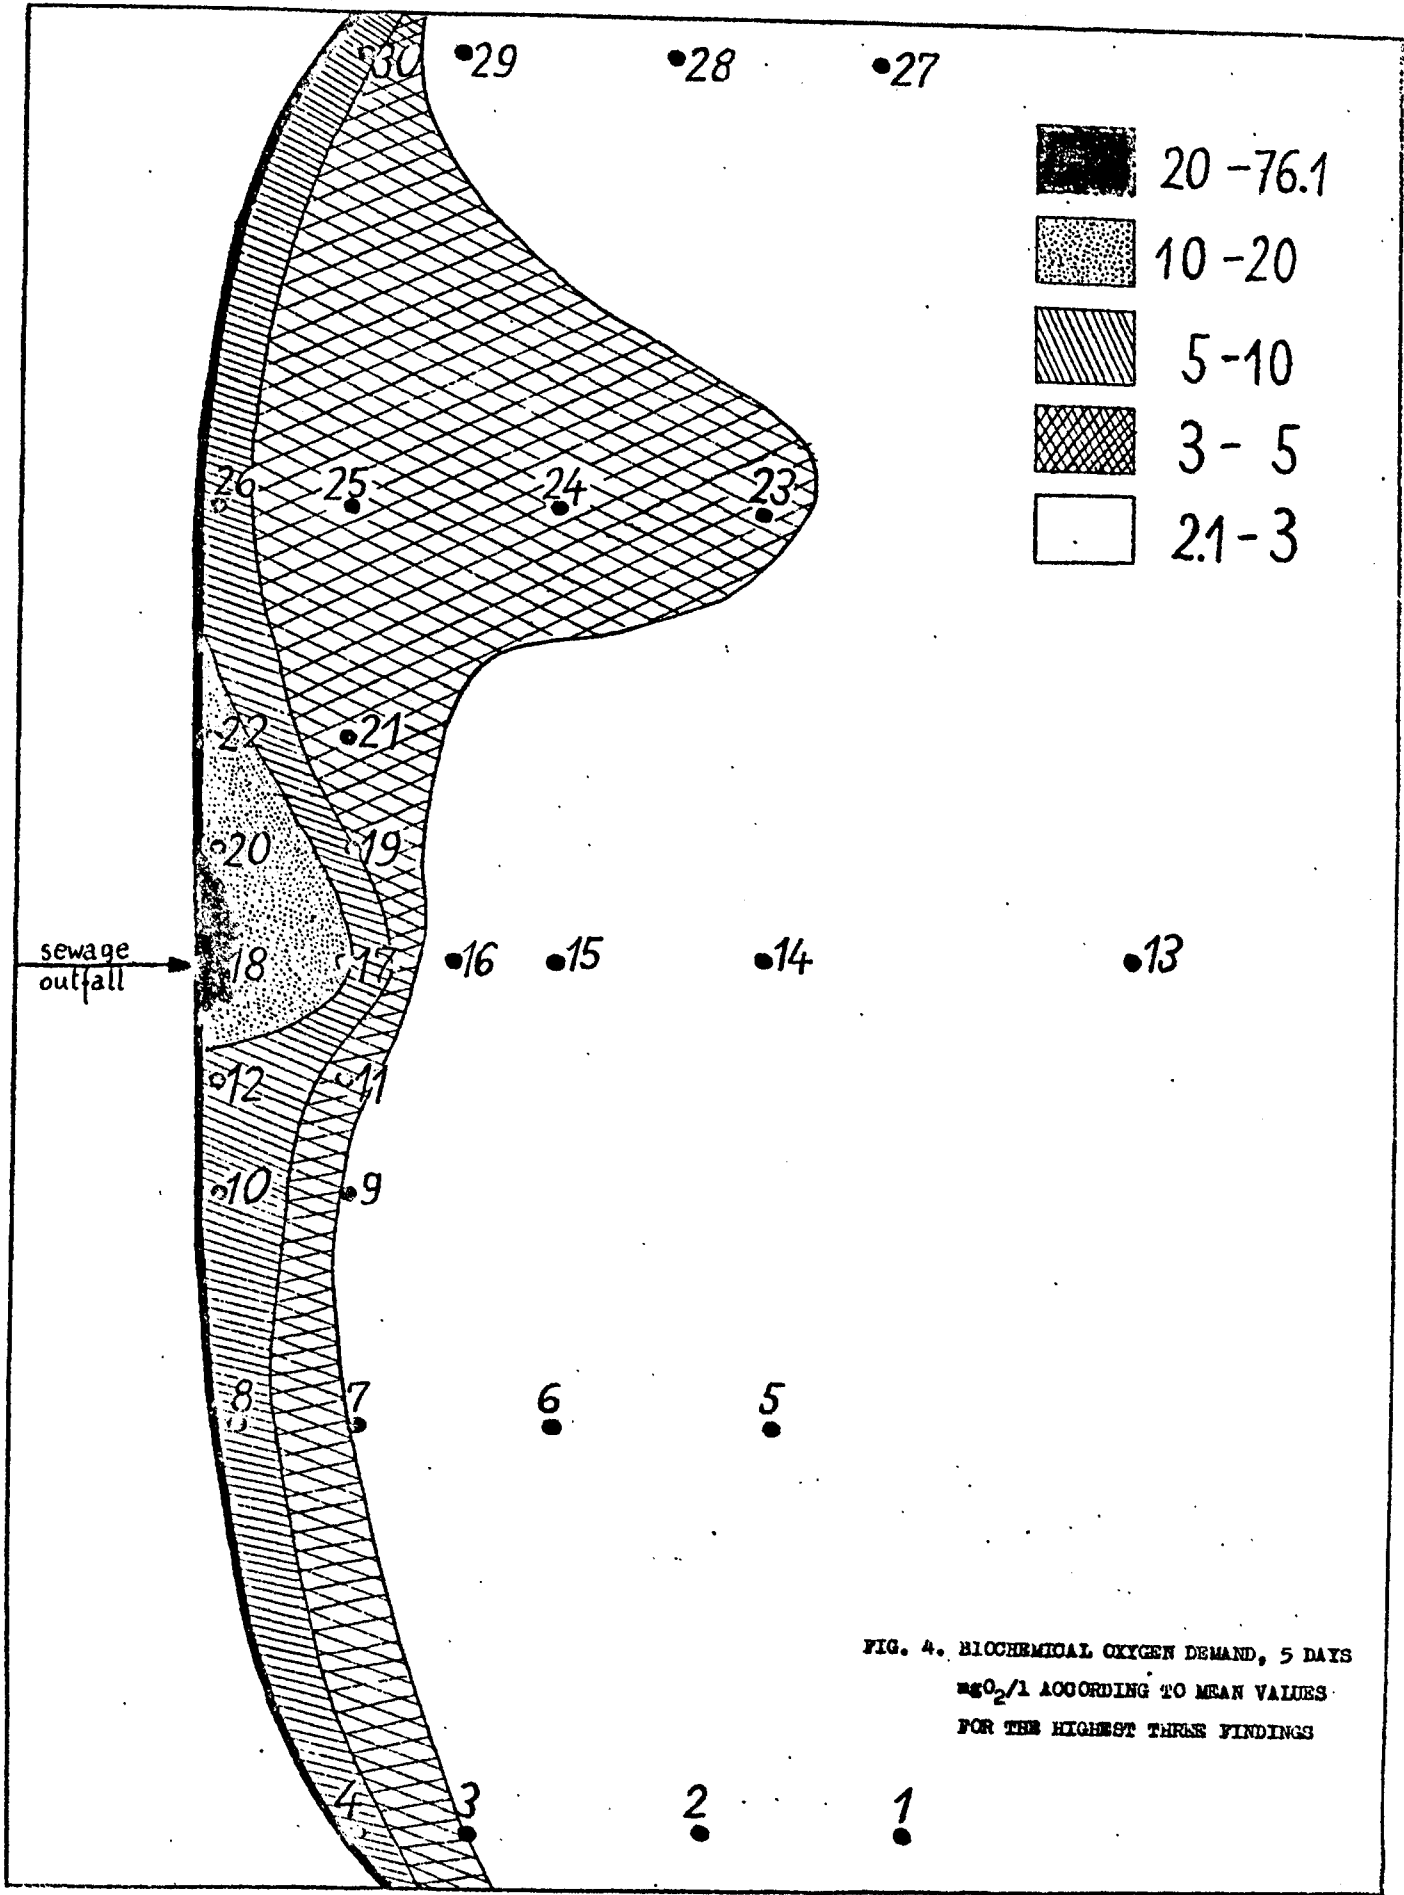 30 29 28 27
20 - 76.1
10 - 20
5 - 10
3 - 5
2.1 - 3
26 25 24 23
22 21
20 19
sewage
outfall
18 17 16 15 14 13
12 11
10 9
8 7 6 5
FIG. 4. BIOCHEMICAL OXYGEN DEMAND, 5 DAYS
mgO2/l ACCORDING TO MEAN VALUES
FOR THE HIGHEST THREE FINDINGS
4 3 2 1